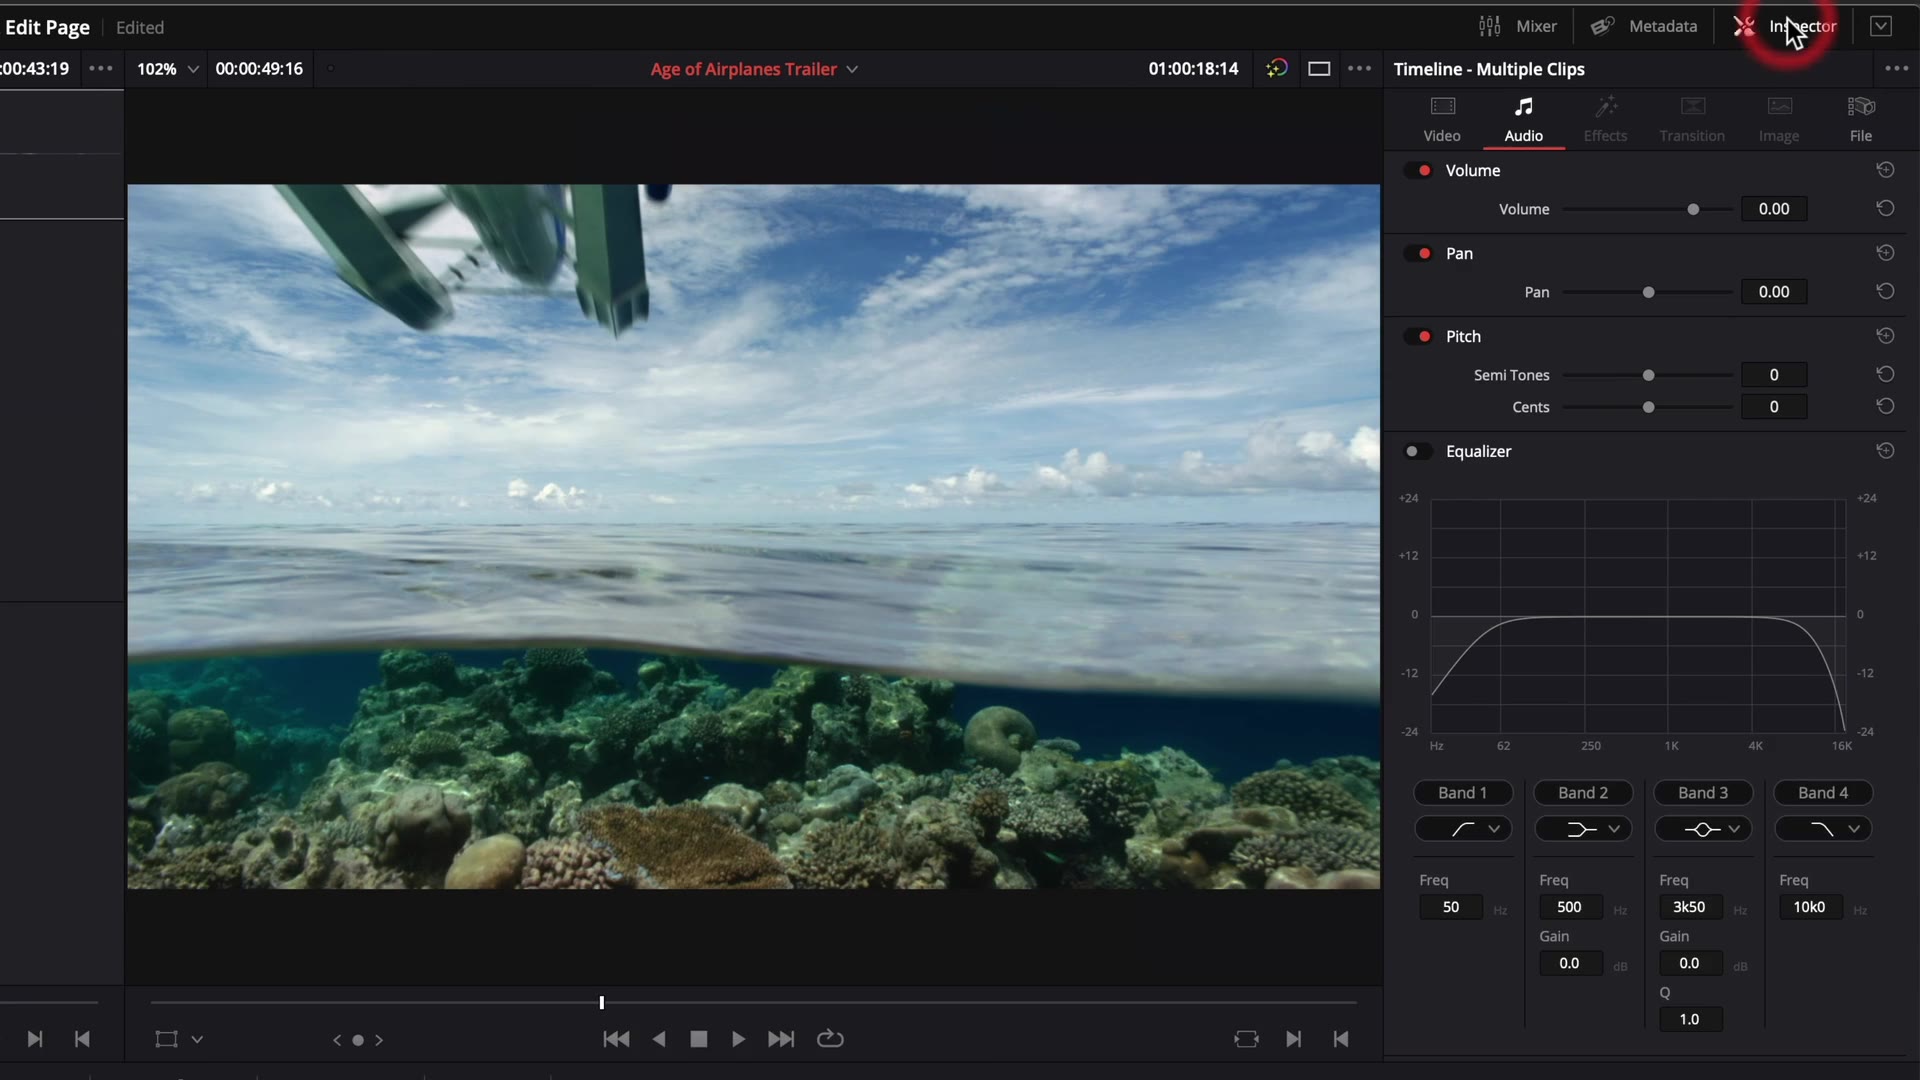 Edit Page Edited Mixer Metadata Inspector
00:43:19 102% 00:00:49:16 Age of Airplanes Trailer 01:00:18:14 Timeline - Multiple Clips
Video Audio Effects Transition Image File
Volume
Volume 0.00
Pan
Pan 0.00
Pitch
Semi Tones 0
Cents 0
Equalizer
+24 +24
+12 +12
0 0
-12 -12
-24 -24
Hz 62 250 1K 4K 16K
Band 1 Band 2 Band 3 Band 4
Freq Freq Freq Freq
50 Hz 500 Hz 3k50 Hz 10k0 Hz
Gain Gain
0.0 dB 0.0 dB
Q
1.0